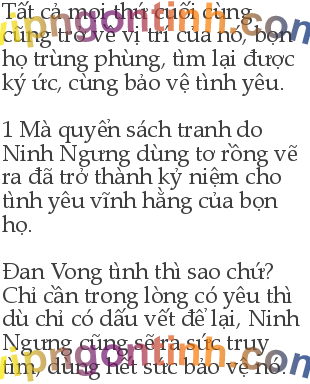 Tất cả mọi thứ cuối cùng
cũng trở về vị trí của nó, bọn
họ trùng phùng, tìm lại được
ký ức, cùng bảo vệ tình yêu.
1 Mà quyển sách tranh do
Ninh Ngưng dùng tơ rồng vẽ
ra đã trở thành kỷ niệm cho
tình yêu vĩnh hằng của bọn
họ.
Đan Vong tình thì sao chứ?
Chỉ cần trong lòng có yêu thì
dù chỉ có dấu vết để lại, Ninh
Ngưng cũng sẽ ra sức truy
tìm, dùng hết sức bảo vệ nó.